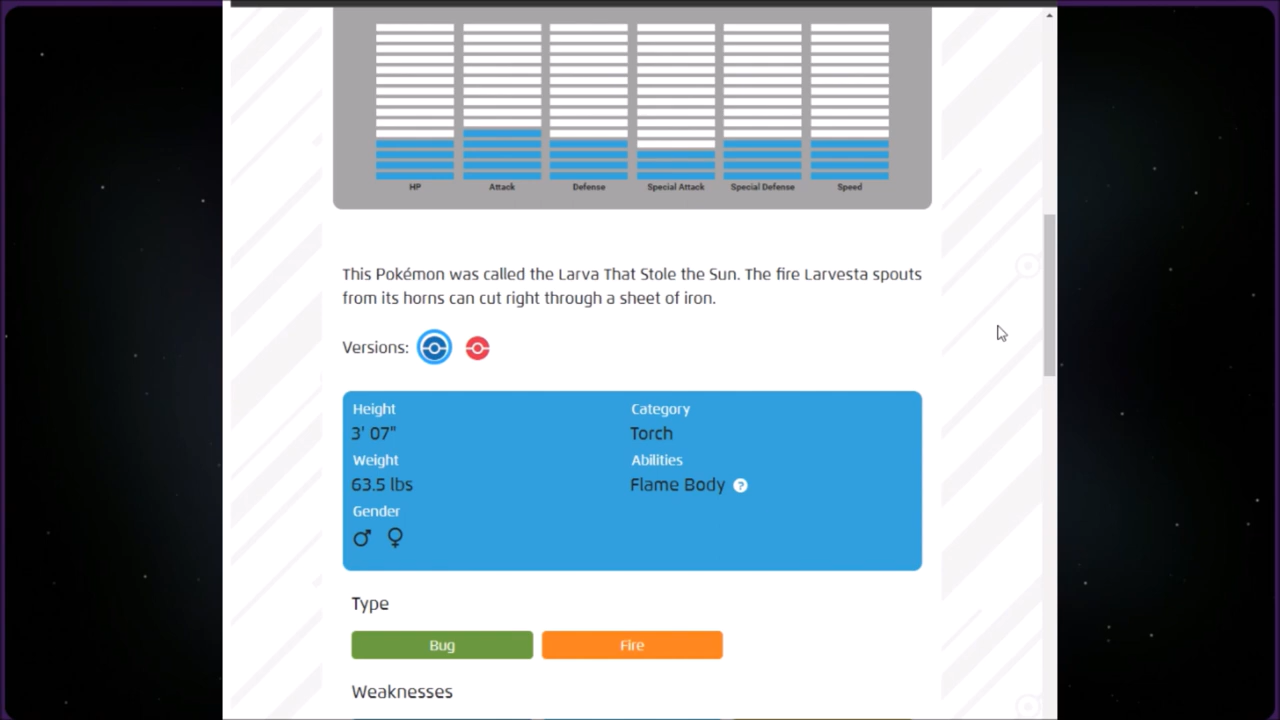 HP Attack Defense Special Attack Special Defense Speed
This Pokémon was called the Larva That Stole the Sun. The fire Larvesta spouts
from its horns can cut right through a sheet of iron.
Versions:
Height
3' 07"
Weight
63.5 lbs
Gender
Category
Torch
Abilities
Flame Body ?
Type
Bug Fire
Weaknesses